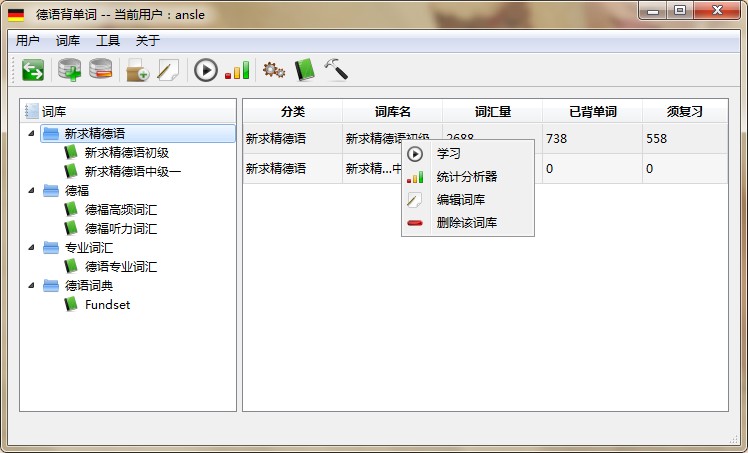 德语背单词 -- 当前用户：ansle
用户 词库 工具 关于
词库
新求精德语
新求精德语初级
新求精德语中级一
德福
德福高频词汇
德福听力词汇
专业词汇
德语专业词汇
德语词典
Fundset
分类 词库名 词汇量 已背单词 须复习
新求精德语 新求精德语初级 2688 738 558
新求精德语 新求精...中 0 0
学习
统计分析器
编辑词库
删除该词库